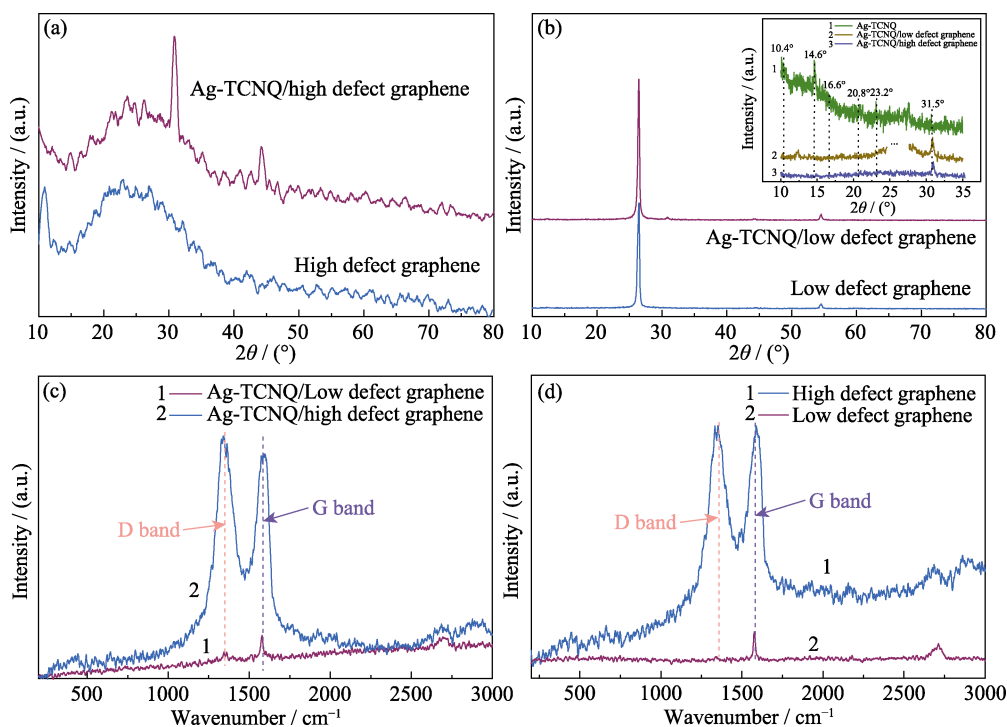 (a)
Ag-TCNQ/high defect graphene
High defect graphene
Intensity / (a.u.)
10 20 30 40 50 60 70 80
2θ / (°)
(b)
1 Ag-TCNQ
2 Ag-TCNQ/low defect graphene
3 Ag-TCNQ/high defect graphene
10.4° 14.6° 16.6° 20.8° 23.2° 31.5°
1
2
3
...
Intensity / (a.u.)
10 15 20 25 30 35
2θ / (°)
Ag-TCNQ/low defect graphene
Low defect graphene
Intensity / (a.u.)
10 20 30 40 50 60 70 80
2θ / (°)
(c)
1 Ag-TCNQ/Low defect graphene
2 Ag-TCNQ/high defect graphene
D band
G band
2
1
Intensity / (a.u.)
500 1000 1500 2000 2500 3000
Wavenumber / cm⁻¹
(d)
1 High defect graphene
2 Low defect graphene
D band
G band
1
2
Intensity / (a.u.)
500 1000 1500 2000 2500 3000
Wavenumber / cm⁻¹